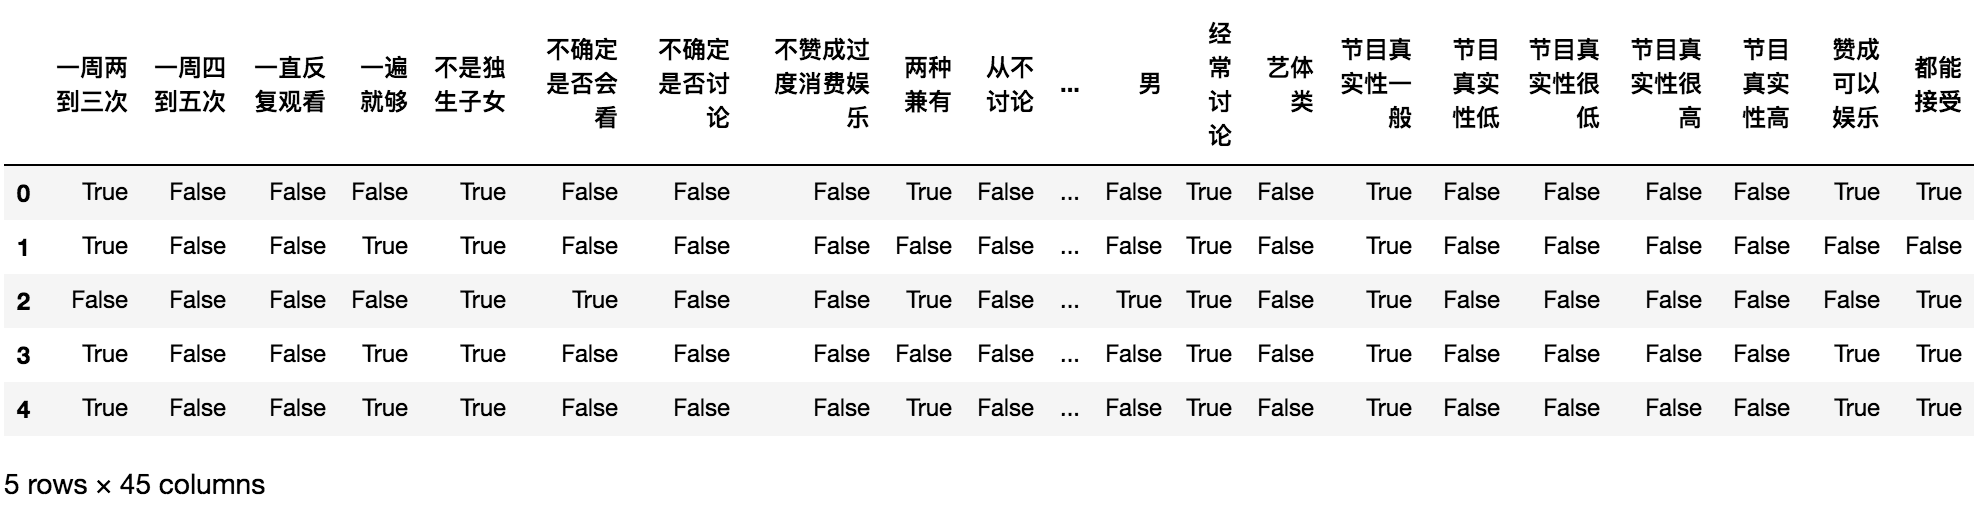 一周两到三次 一周四到五次 一直反复观看 一遍就够 不是独生子女 不确定是否会看 不确定是否讨论 不赞成过度消费娱乐 两种兼有 从不讨论 ... 男 经常讨论 艺体类 节目真实性一般 节目真实性低 节目真实性很低 节目真实性很高 节目真实性高 赞成可以娱乐 都能接受
0 True False False False True False False False True False ... False True False True False False False False True True
1 True False False True True False False False False False ... False True False True False False False False False False
2 False False False False True True False False True False ... True True False True False False False False False True
3 True False False True True False False False False False ... False True False True False False False False True True
4 True False False True True False False False True False ... False True False True False False False False True True
5 rows × 45 columns